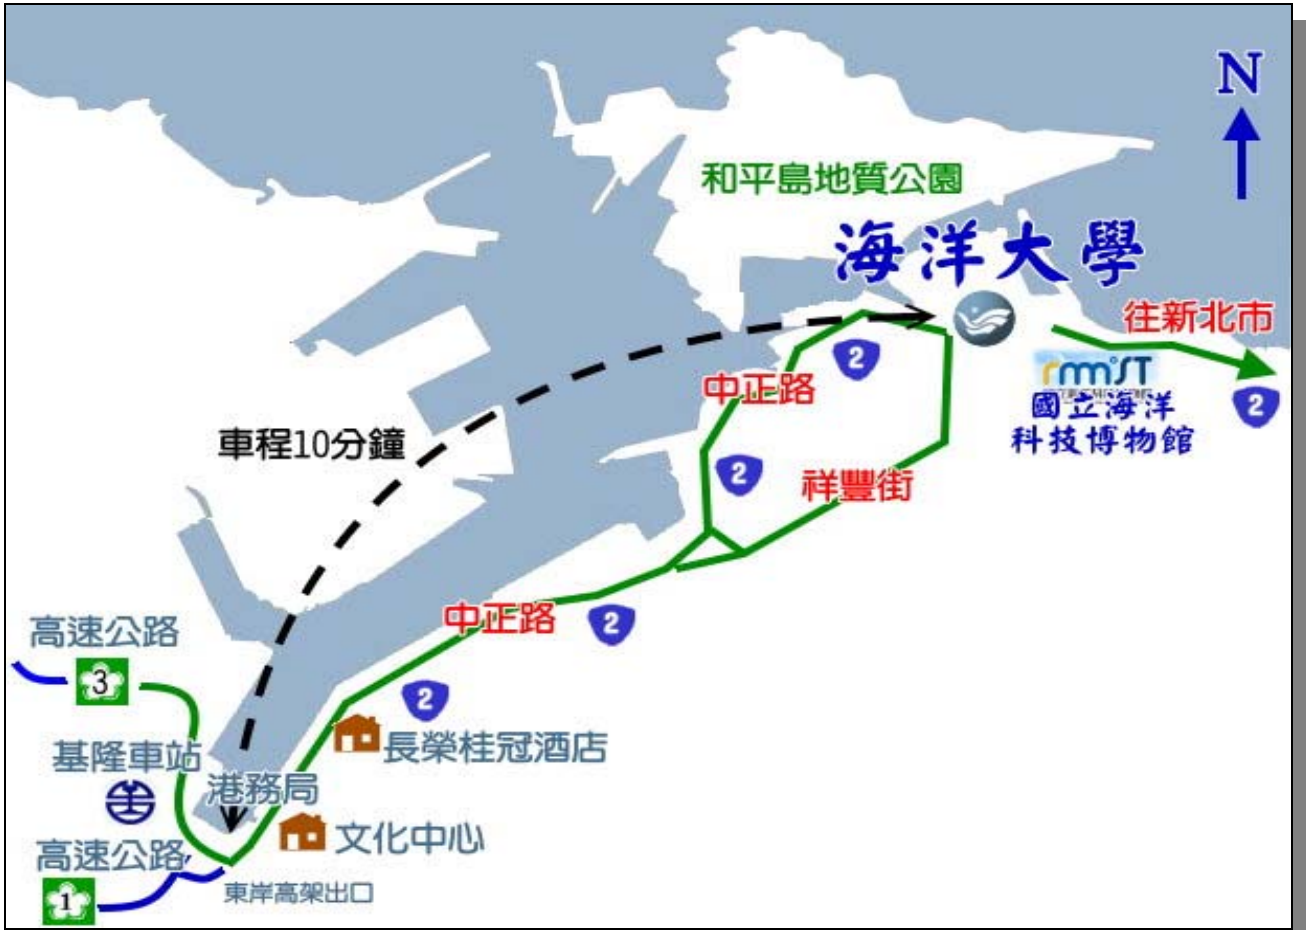 N
和平島地質公園
海洋大學
往新北市
2
rmmiST
中正路
2
國立海洋
科技博物館
車程10分鐘
2
祥豐街
中正路
2
高速公路
3
2
長榮桂冠酒店
基隆車站
港務局
文化中心
高速公路
1
東岸高架出口